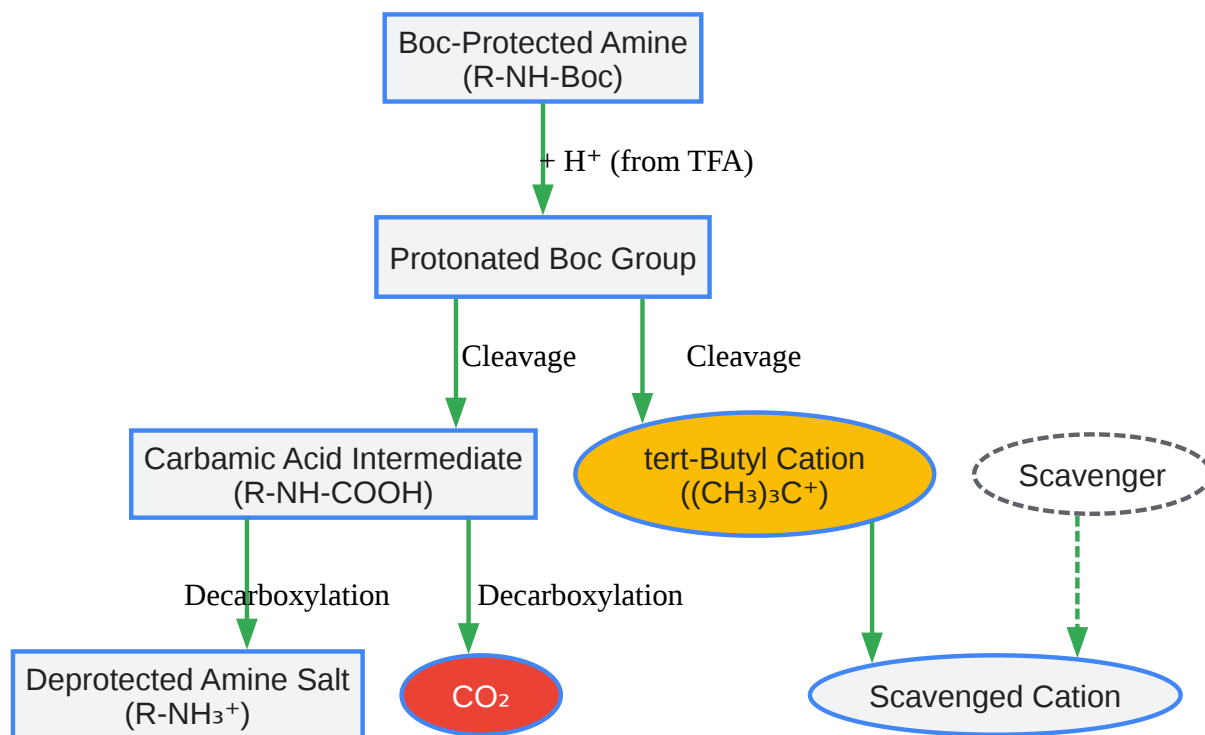 Boc-Protected Amine
(R-NH-Boc)
+ H⁺ (from TFA)
Protonated Boc Group
Cleavage
Cleavage
Carbamic Acid Intermediate
(R-NH-COOH)
tert-Butyl Cation
((CH₃)₃C⁺)
Scavenger
Decarboxylation
Decarboxylation
Deprotected Amine Salt
(R-NH₃⁺)
CO₂
Scavenged Cation